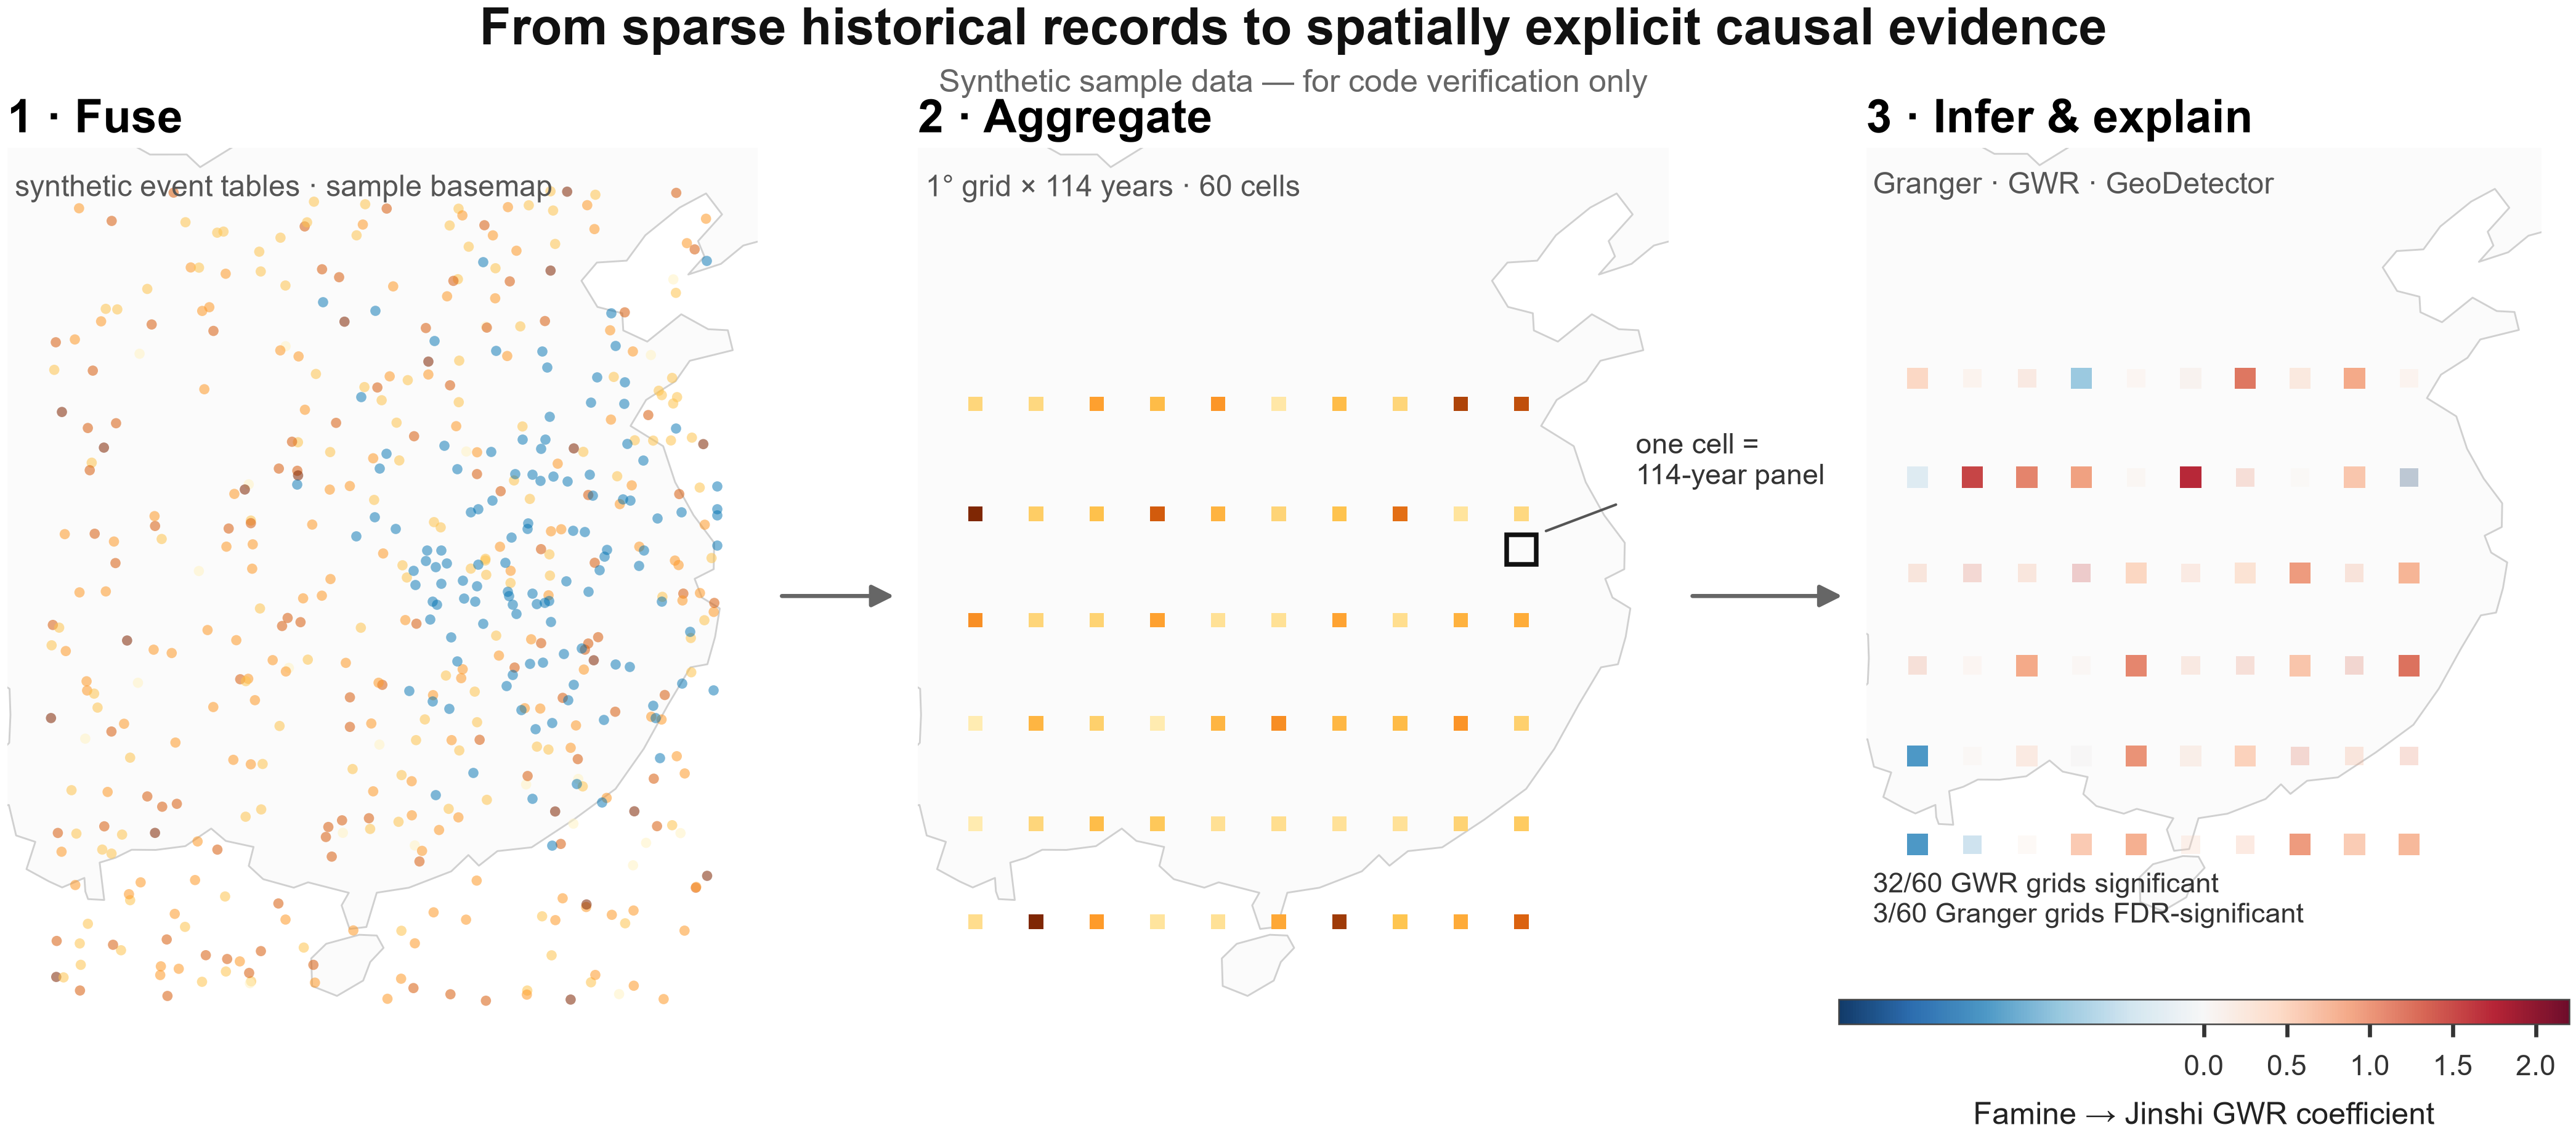 From sparse historical records to spatially explicit causal evidence
Synthetic sample data — for code verification only
1 · Fuse
synthetic event tables · sample basemap
2 · Aggregate
1° grid × 114 years · 60 cells
one cell =
114-year panel
3 · Infer & explain
Granger · GWR · GeoDetector
32/60 GWR grids significant
3/60 Granger grids FDR-significant
0.0 0.5 1.0 1.5 2.0
Famine → Jinshi GWR coefficient